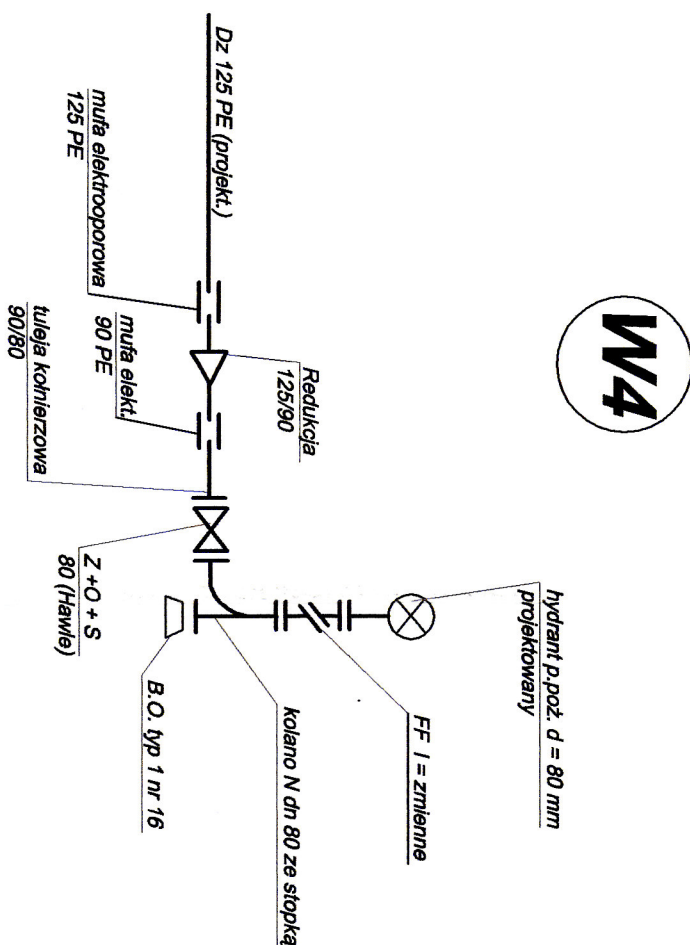 W4
Dz 125 PE (projekt.)
mufa elektrooporowa
125 PE
Redukcja
125/90
mufa elekt.
90 PE
tuleja kołnierzowa
90/80
Z +O + S
80 (Hawle)
hydrant p.poż. d = 80 mm
projektowany
FF l = zmienne
kolano N dn 80 ze stopką
B.O. typ 1 nr 16